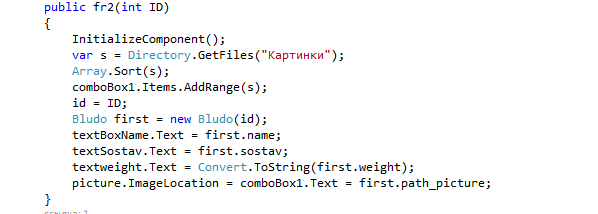 public fr2(int ID)
{
InitializeComponent();
var s = Directory.GetFiles("Картинки");
Array.Sort(s);
comboBox1.Items.AddRange(s);
id = ID;
Bludo first = new Bludo(id);
textBoxName.Text = first.name;
textSostav.Text = first.sostav;
textweight.Text = Convert.ToString(first.weight);
picture.ImageLocation = comboBox1.Text = first.path_picture;
}